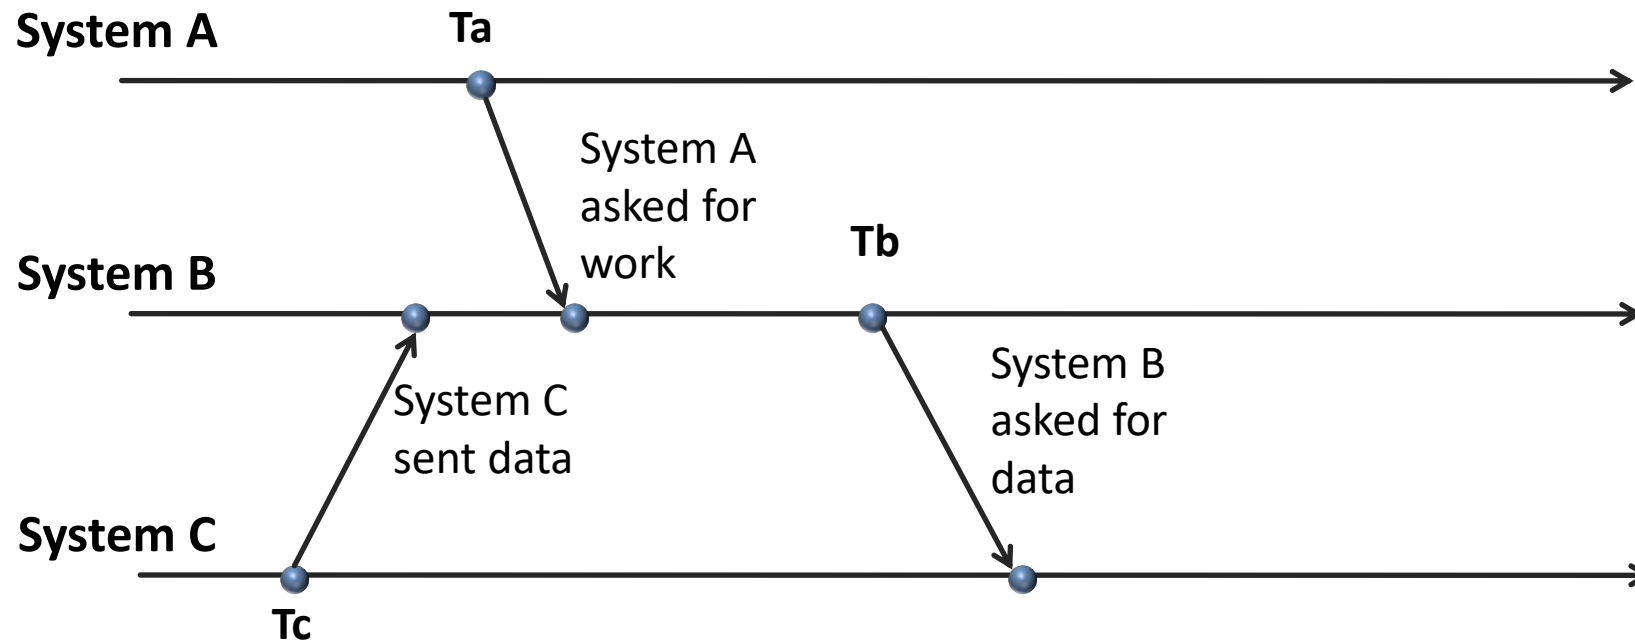 System A
Ta
System A
asked for
work
Tb
System B
System B
asked for
data
System C
sent data
System C
Tc